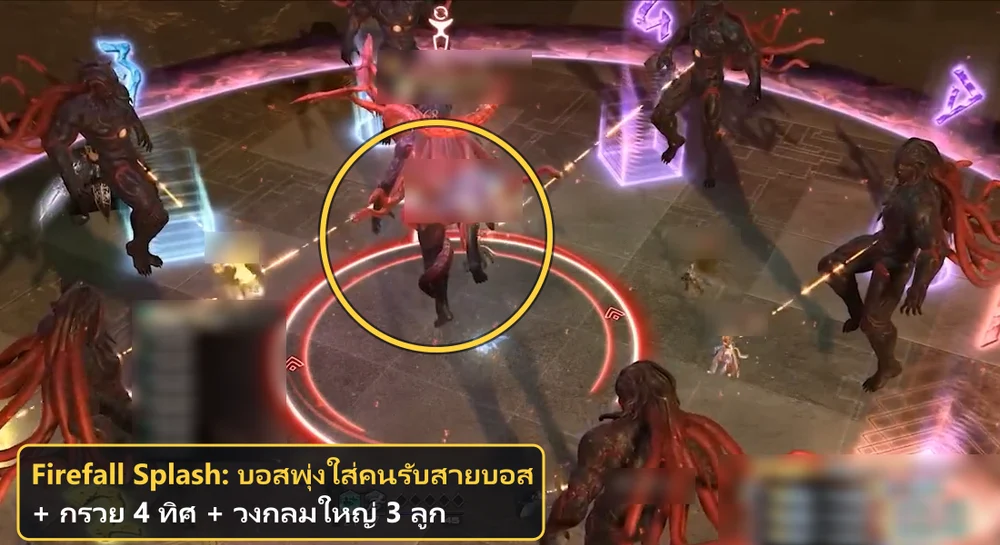 Firefall Splash: บอสพุ่งใส่คนรับสายบอส
+ กรวย 4 ทิศ + วงกลมใหญ่ 3 ลูก